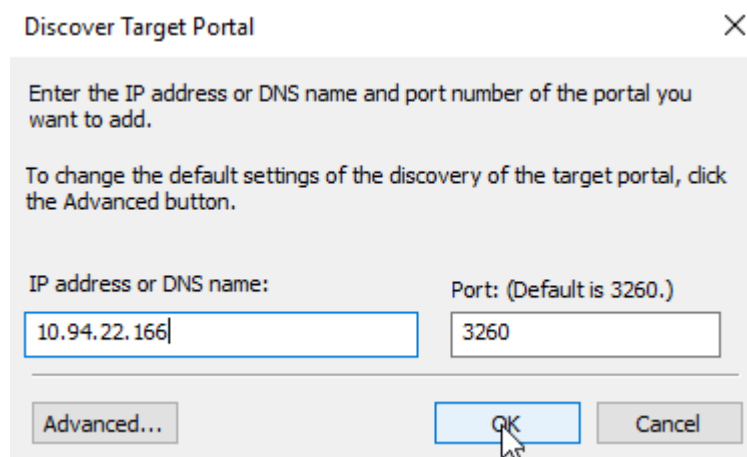 Discover Target Portal
Enter the IP address or DNS name and port number of the portal you
want to add.
To change the default settings of the discovery of the target portal, click
the Advanced button.
IP address or DNS name:
Port: (Default is 3260.)
10.94.22.166
3260
Advanced...
OK
Cancel